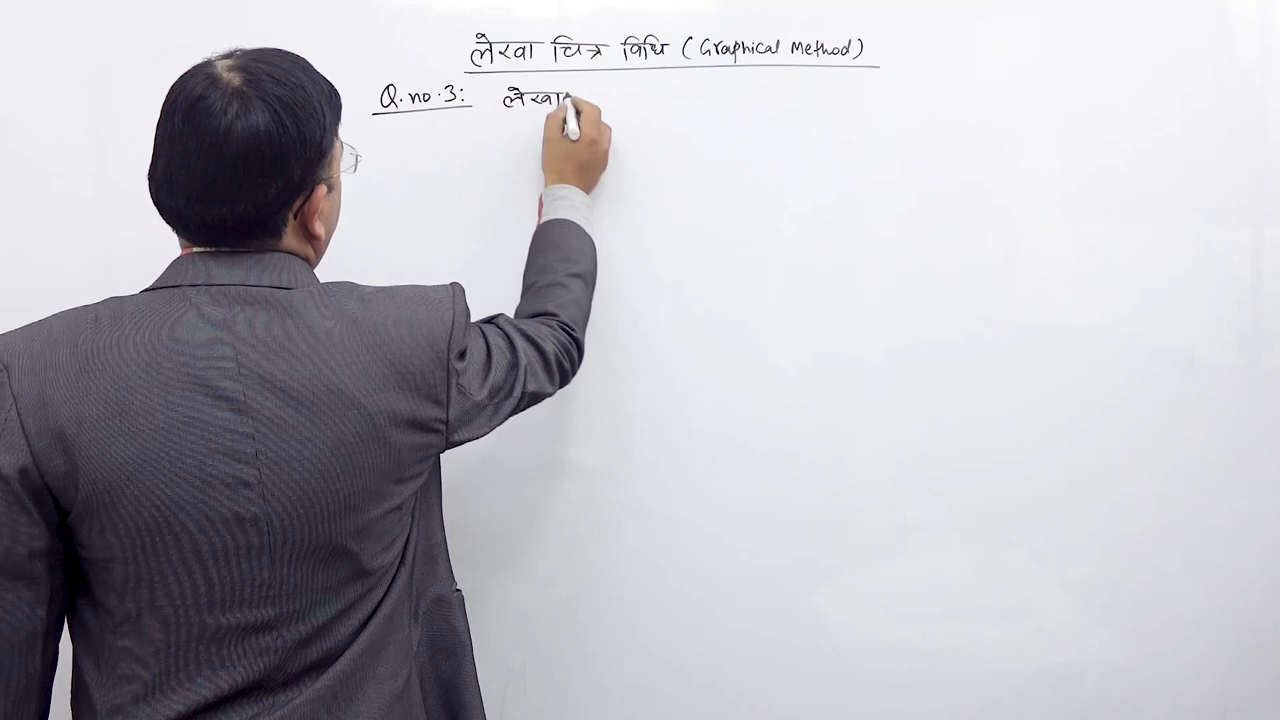 लेखा चित्र विधि (Graphical Method)
Q.no.3: लेखा